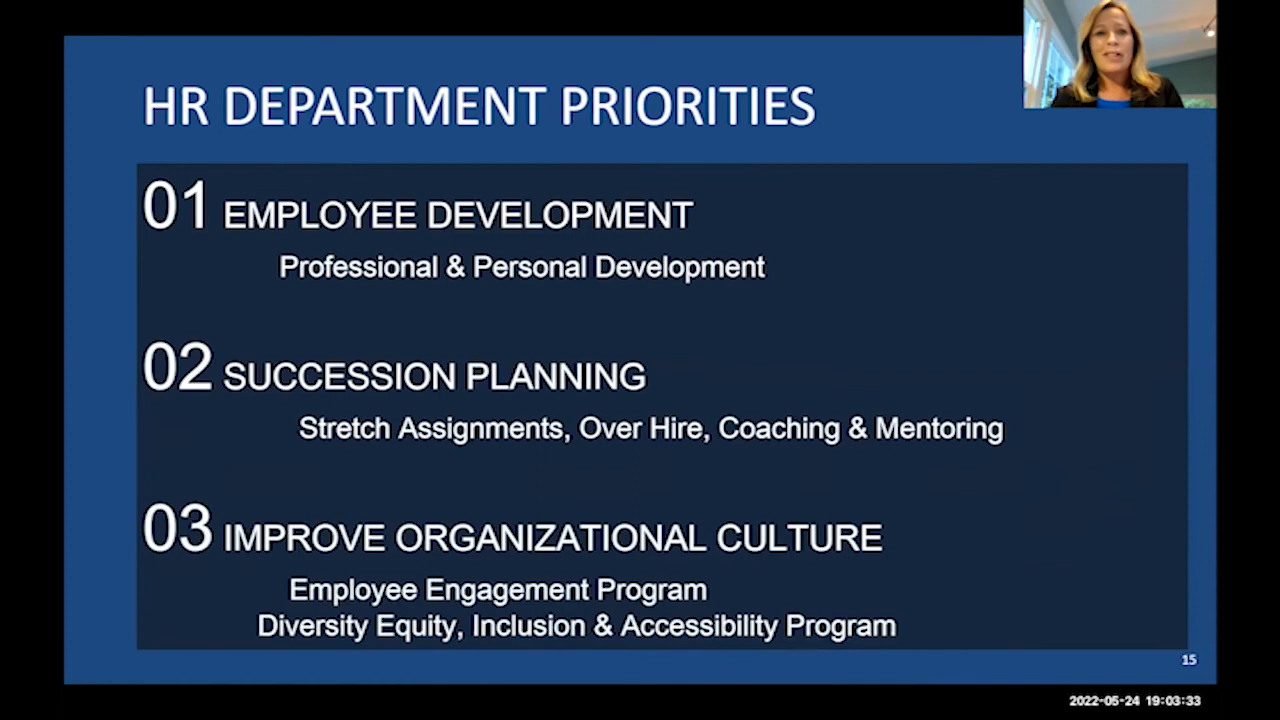 HR DEPARTMENT PRIORITIES
01 EMPLOYEE DEVELOPMENT
Professional & Personal Development
02 SUCCESSION PLANNING
Stretch Assignments, Over Hire, Coaching & Mentoring
03 IMPROVE ORGANIZATIONAL CULTURE
Employee Engagement Program
Diversity Equity, Inclusion & Accessibility Program
15
2022-05-24 19:03:33